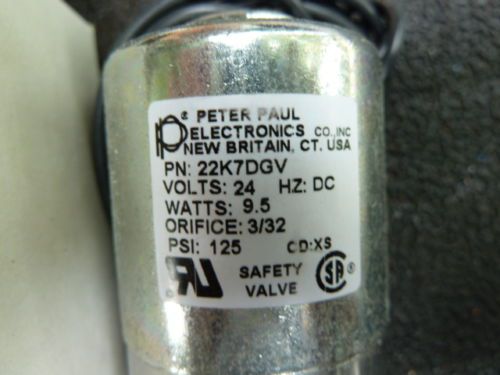 ® PETER PAUL
ELECTRONICS CO., INC
NEW BRITAIN, CT. USA
PN: 22K7DGV
VOLTS: 24 HZ: DC
WATTS: 9.5
ORIFICE: 3/32
PSI: 125 CD:XS
SAFETY
VALVE